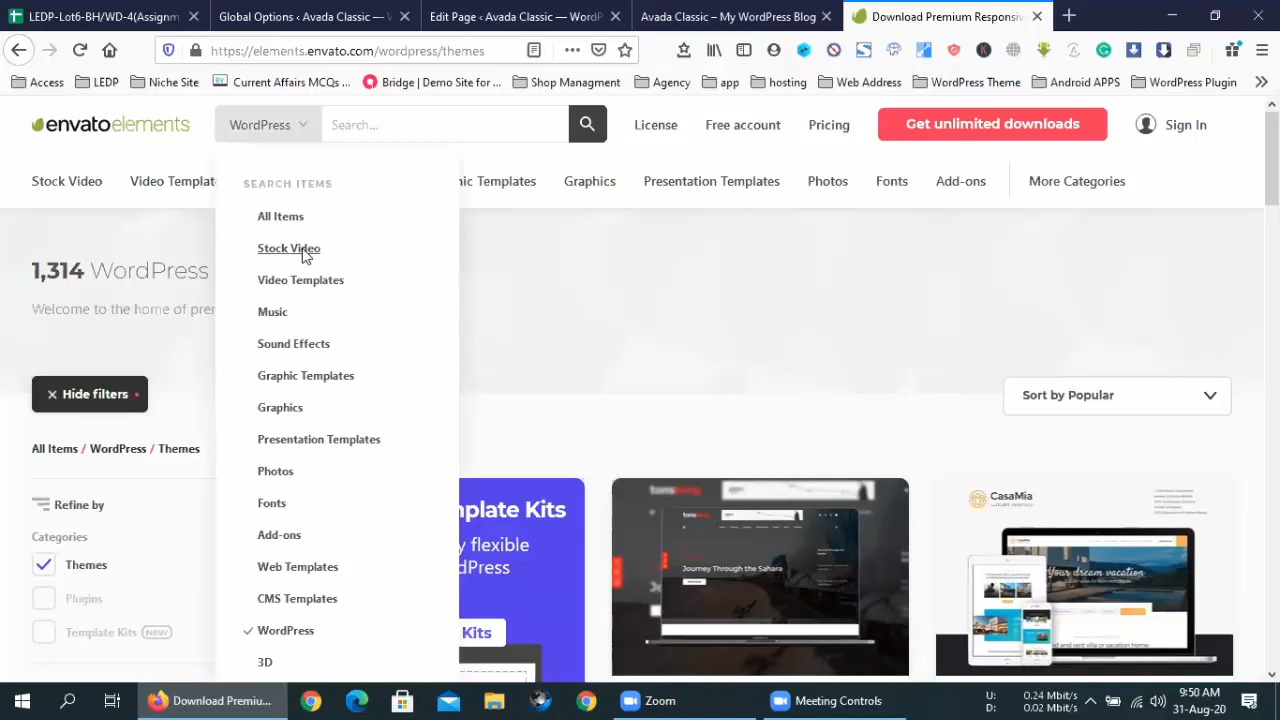 LEDP-Lot6-BH/WD-4(Assignm
Global Options ‹ Avada Classic — W
Edit Page ‹ Avada Classic — WordP
Avada Classic – My WordPress Blog
Download Premium Responsiv
https://elements.envato.com/wordpress/themes
Access
LEDP
Niche Site
Current Affairs MCQs ...
Bridge | Demo Site for...
Shop Managment
Agency
app
hosting
Web Address
WordPress Theme
Android APPS
WordPress Plugin
envatoelements
WordPress
Search...
License
Free account
Pricing
Get unlimited downloads
Sign In
Stock Video
Video Templat
hic Templates
Graphics
Presentation Templates
Photos
Fonts
Add-ons
More Categories
SEARCH ITEMS
All Items
Stock Video
Video Templates
Music
Sound Effects
Graphic Templates
Graphics
Presentation Templates
Photos
Fonts
Add-ons
Web Templates
CMS Templates
WordPress
3D
1,314 WordPress
Welcome to the home of prem
Hide filters
Sort by Popular
All Items / WordPress / Themes
Refine by
Categories
Themes
Plugins
Template Kits NEW
mplate Kits
y flexible
dPress
Kits
Journey Through the Sahara
CasaMia
Your dream vacation
Download Premiu...
Zoom
Meeting Controls
U: 0.24 Mbit/s
D: 0.02 Mbit/s
9:50 AM
31-Aug-20